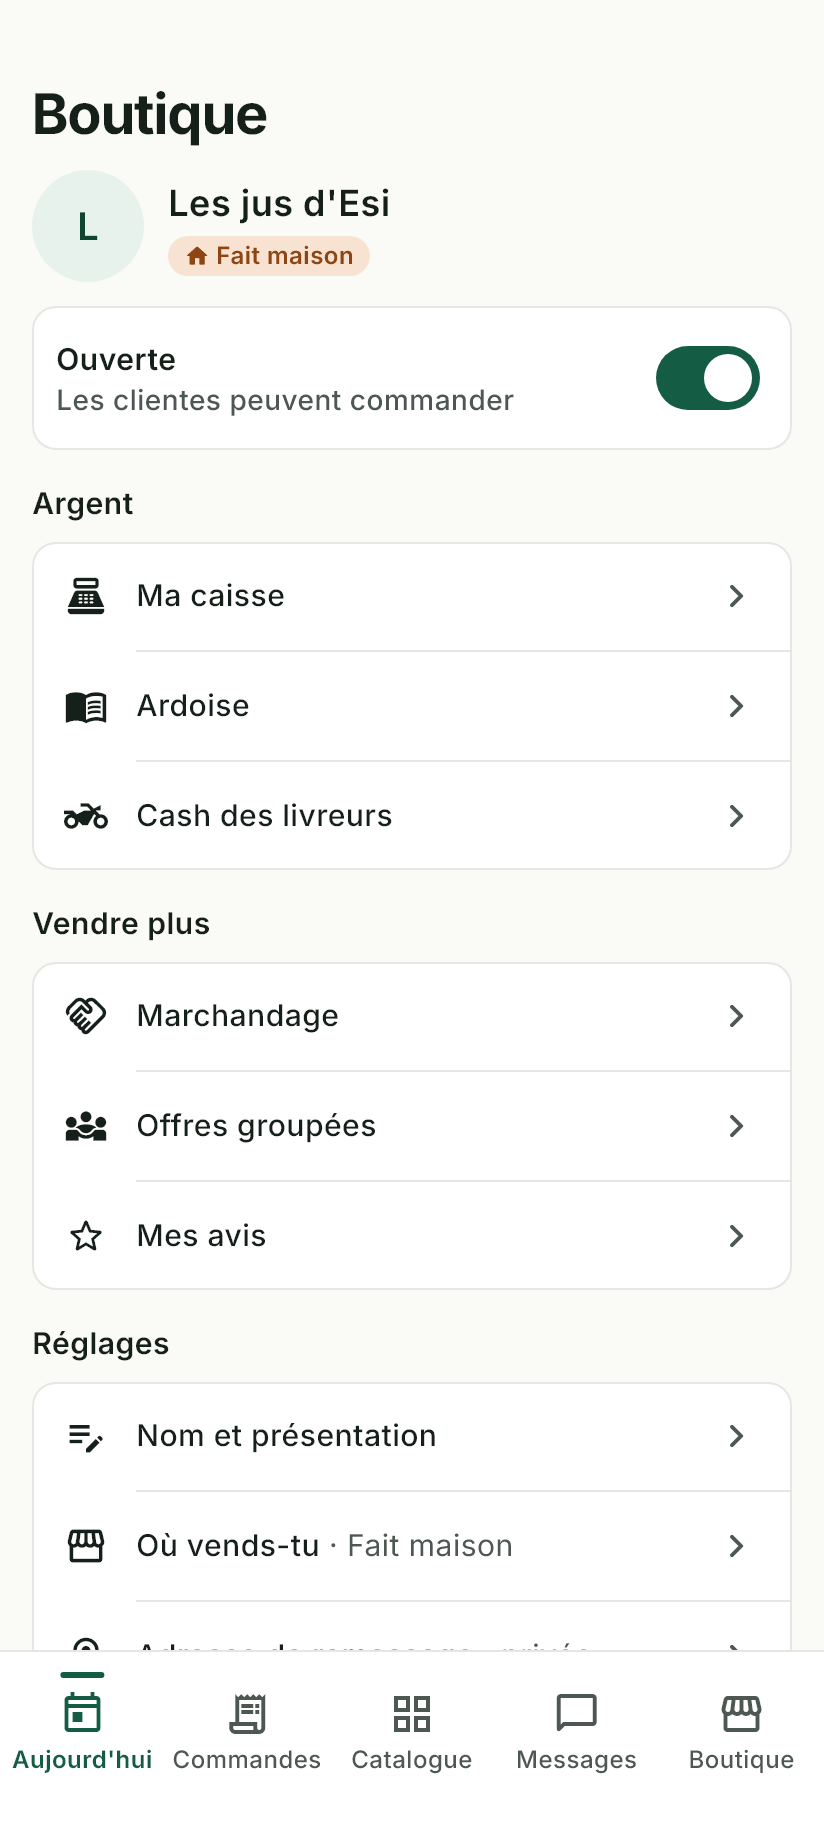 Boutique
L
Les jus d'Esi
Fait maison
Ouverte
Les clientes peuvent commander
Argent
Ma caisse
Ardoise
Cash des livreurs
Vendre plus
Marchandage
Offres groupées
Mes avis
Réglages
Nom et présentation
Où vends-tu · Fait maison
Aujourd'hui
Commandes
Catalogue
Messages
Boutique